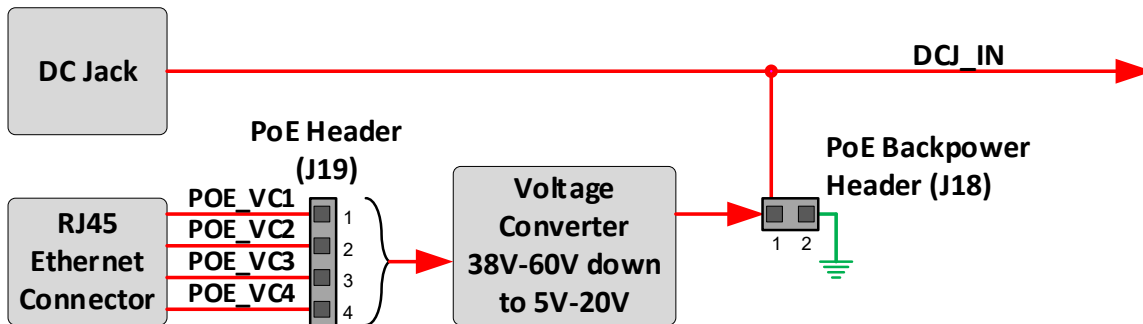 DC Jack
DCJ_IN
PoE Header
(J19)
PoE Backpower
Header (J18)
RJ45
Ethernet
Connector
POE_VC1
POE_VC2
POE_VC3
POE_VC4
1
2
3
4
Voltage
Converter
38V-60V down
to 5V-20V
1 2